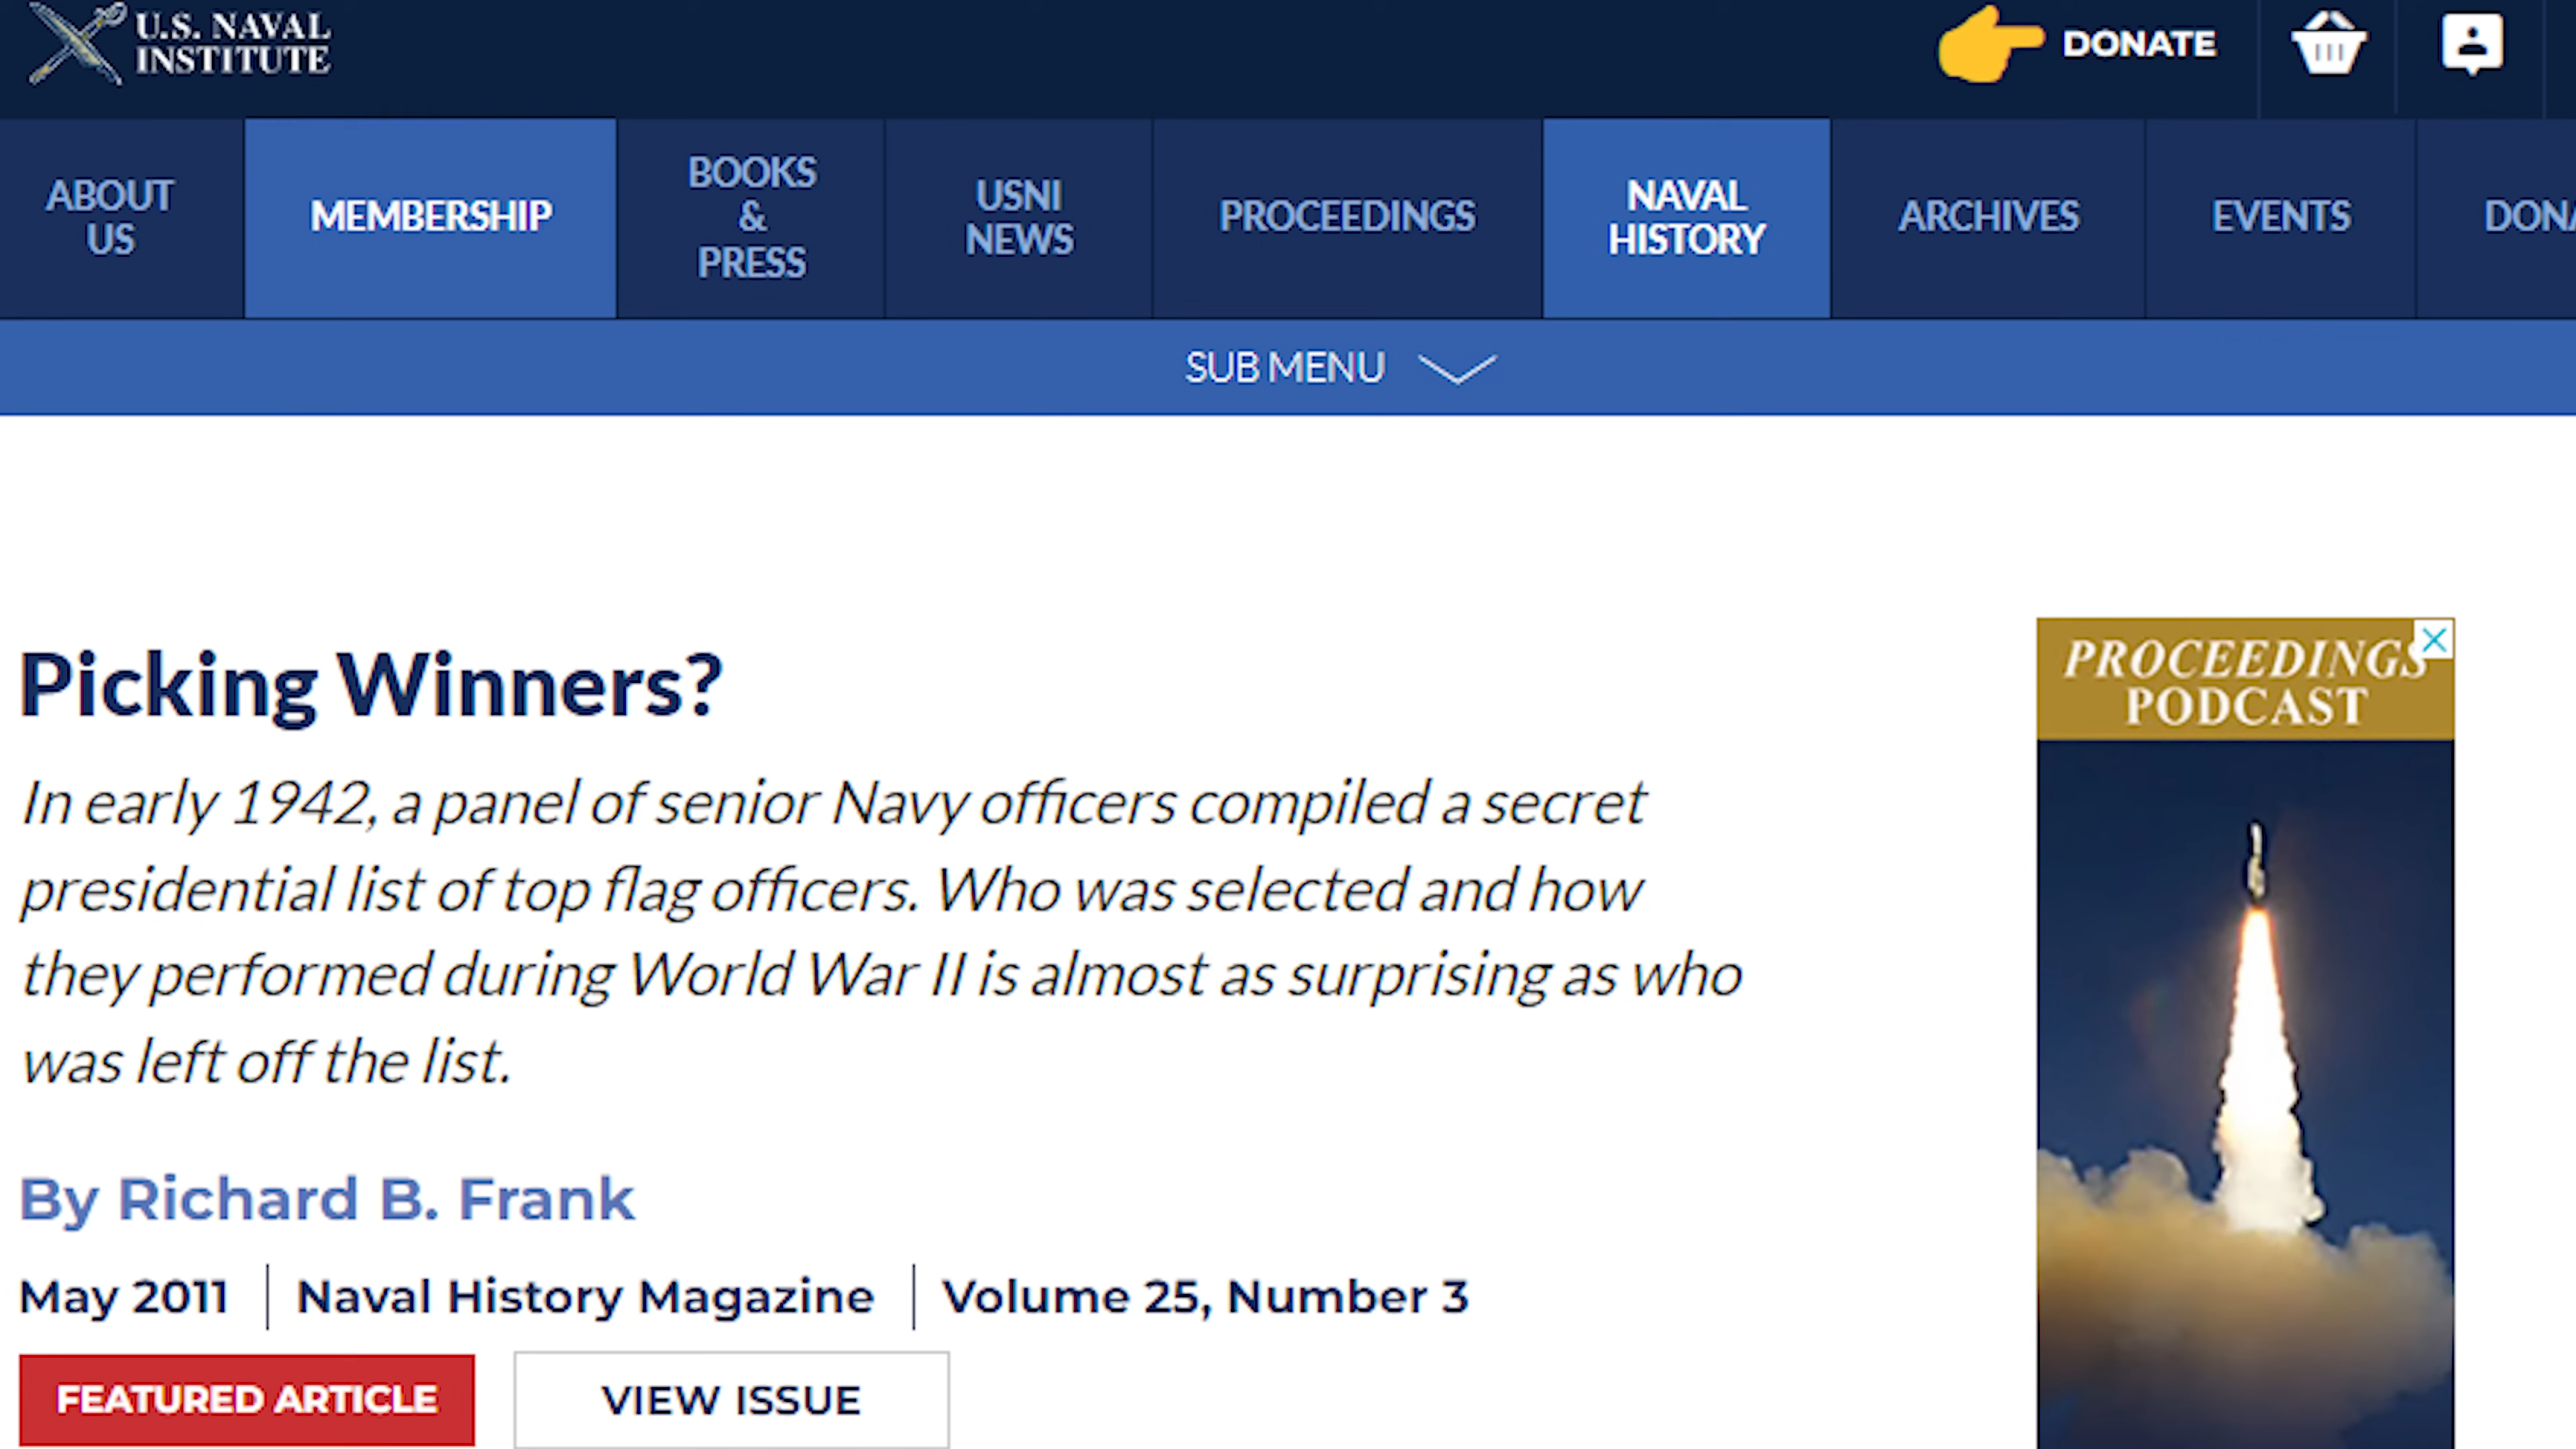 U.S. NAVAL
INSTITUTE
DONATE
ABOUT
US
MEMBERSHIP
BOOKS
&
PRESS
USNI
NEWS
PROCEEDINGS
NAVAL
HISTORY
ARCHIVES
EVENTS
DONA
SUB MENU
Picking Winners?
In early 1942, a panel of senior Navy officers compiled a secret
presidential list of top flag officers. Who was selected and how
they performed during World War II is almost as surprising as who
was left off the list.
By Richard B. Frank
May 2011 | Naval History Magazine | Volume 25, Number 3
FEATURED ARTICLE
VIEW ISSUE
PROCEEDINGS
PODCAST